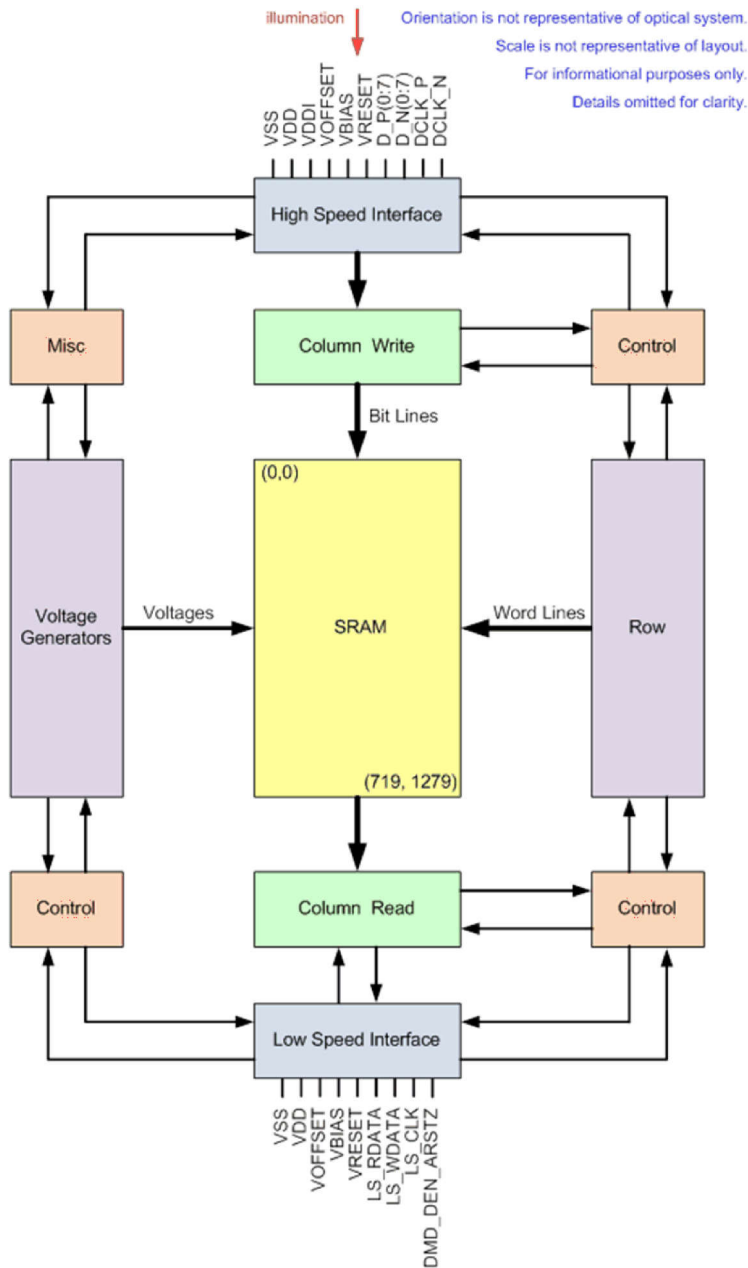 illumination
Orientation is not representative of optical system.
Scale is not representative of layout.
For informational purposes only.
Details omitted for clarity.
VSS
VDD
VDDI
VOFFSET
VBIAS
VRESET
D_P(0:7)
D_N(0:7)
DCLK_P
DCLK_N
High Speed Interface
Misc
Column Write
Control
Bit Lines
(0,0)
Voltage
Generators
Voltages
SRAM
Word Lines
Row
(719, 1279)
Control
Column Read
Control
Low Speed Interface
VSS
VDD
VOFFSET
VBIAS
VRESET
LS_RDATA
LS_WDATA
LS_CLK
DMD_DEN_ARSTZ